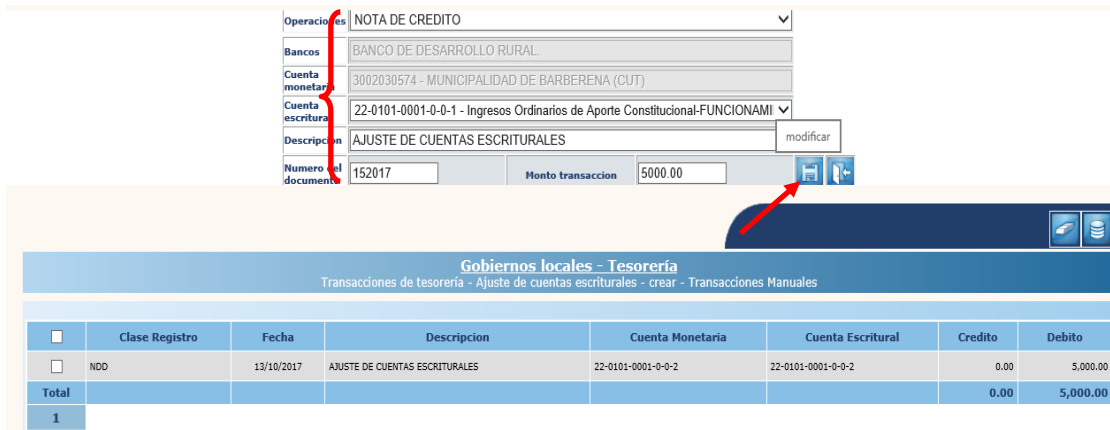 Operaciones NOTA DE CREDITO
Bancos BANCO DE DESARROLLO RURAL.
Cuenta monetaria 3002030574 - MUNICIPALIDAD DE BARBERENA (CUT)
Cuenta escritural 22-0101-0001-0-0-1 - Ingresos Ordinarios de Aporte Constitucional-FUNCIONAMI
Descripcion AJUSTE DE CUENTAS ESCRITURALES
modificar
Numero del documento 152017 Monto transaccion 5000.00
Gobiernos locales - Tesorería
Transacciones de tesorería - Ajuste de cuentas escriturales - crear - Transacciones Manuales
Clase Registro Fecha Descripcion Cuenta Monetaria Cuenta Escritural Credito Debito
NDD 13/10/2017 AJUSTE DE CUENTAS ESCRITURALES 22-0101-0001-0-0-2 22-0101-0001-0-0-2 0.00 5,000.00
Total 0.00 5,000.00
1